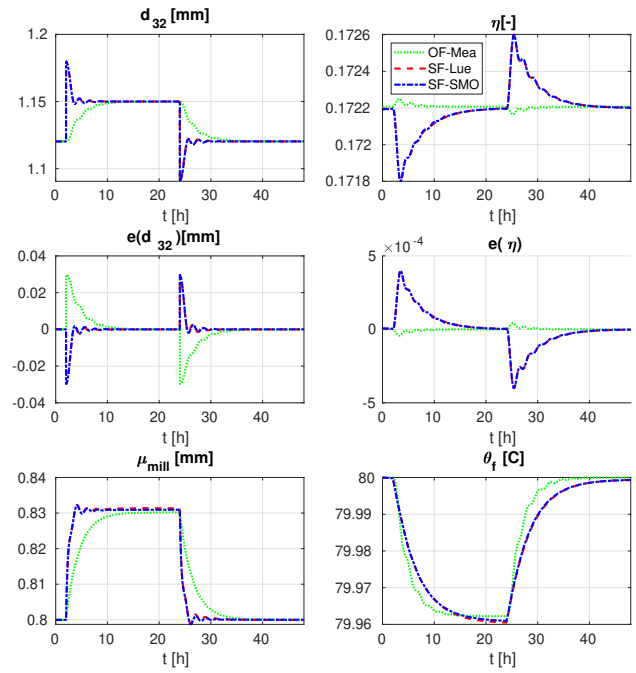 d_32 [mm]
1.2
1.15
1.1
0 10 20 30 40
t [h]
η[-]
0.1726
0.1724
0.1722
0.172
0.1718
OF-Mea
SF-Lue
SF-SMO
0 10 20 30 40
t [h]
e(d_32)[mm]
0.04
0.02
0
-0.02
-0.04
0 10 20 30 40
t [h]
e( η)
×10^-4
5
0
-5
0 10 20 30 40
t [h]
μ_mill [mm]
0.84
0.83
0.82
0.81
0.8
0 10 20 30 40
t [h]
θ_f [C]
80
79.99
79.98
79.97
79.96
0 10 20 30 40
t [h]